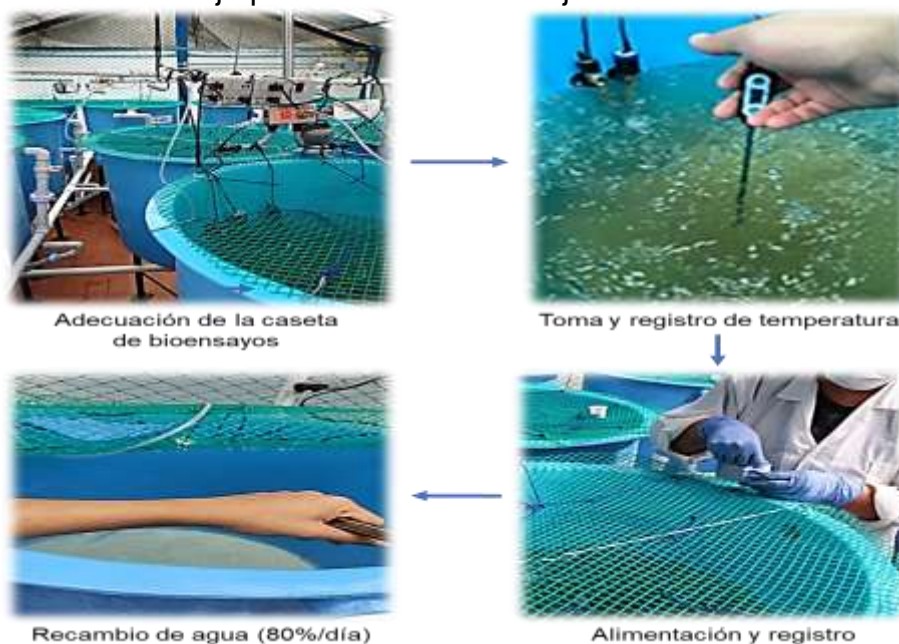 Adecuación de la caseta
de bioensayos
Toma y registro de temperatura
Alimentación y registro
Recambio de agua (80%/día)